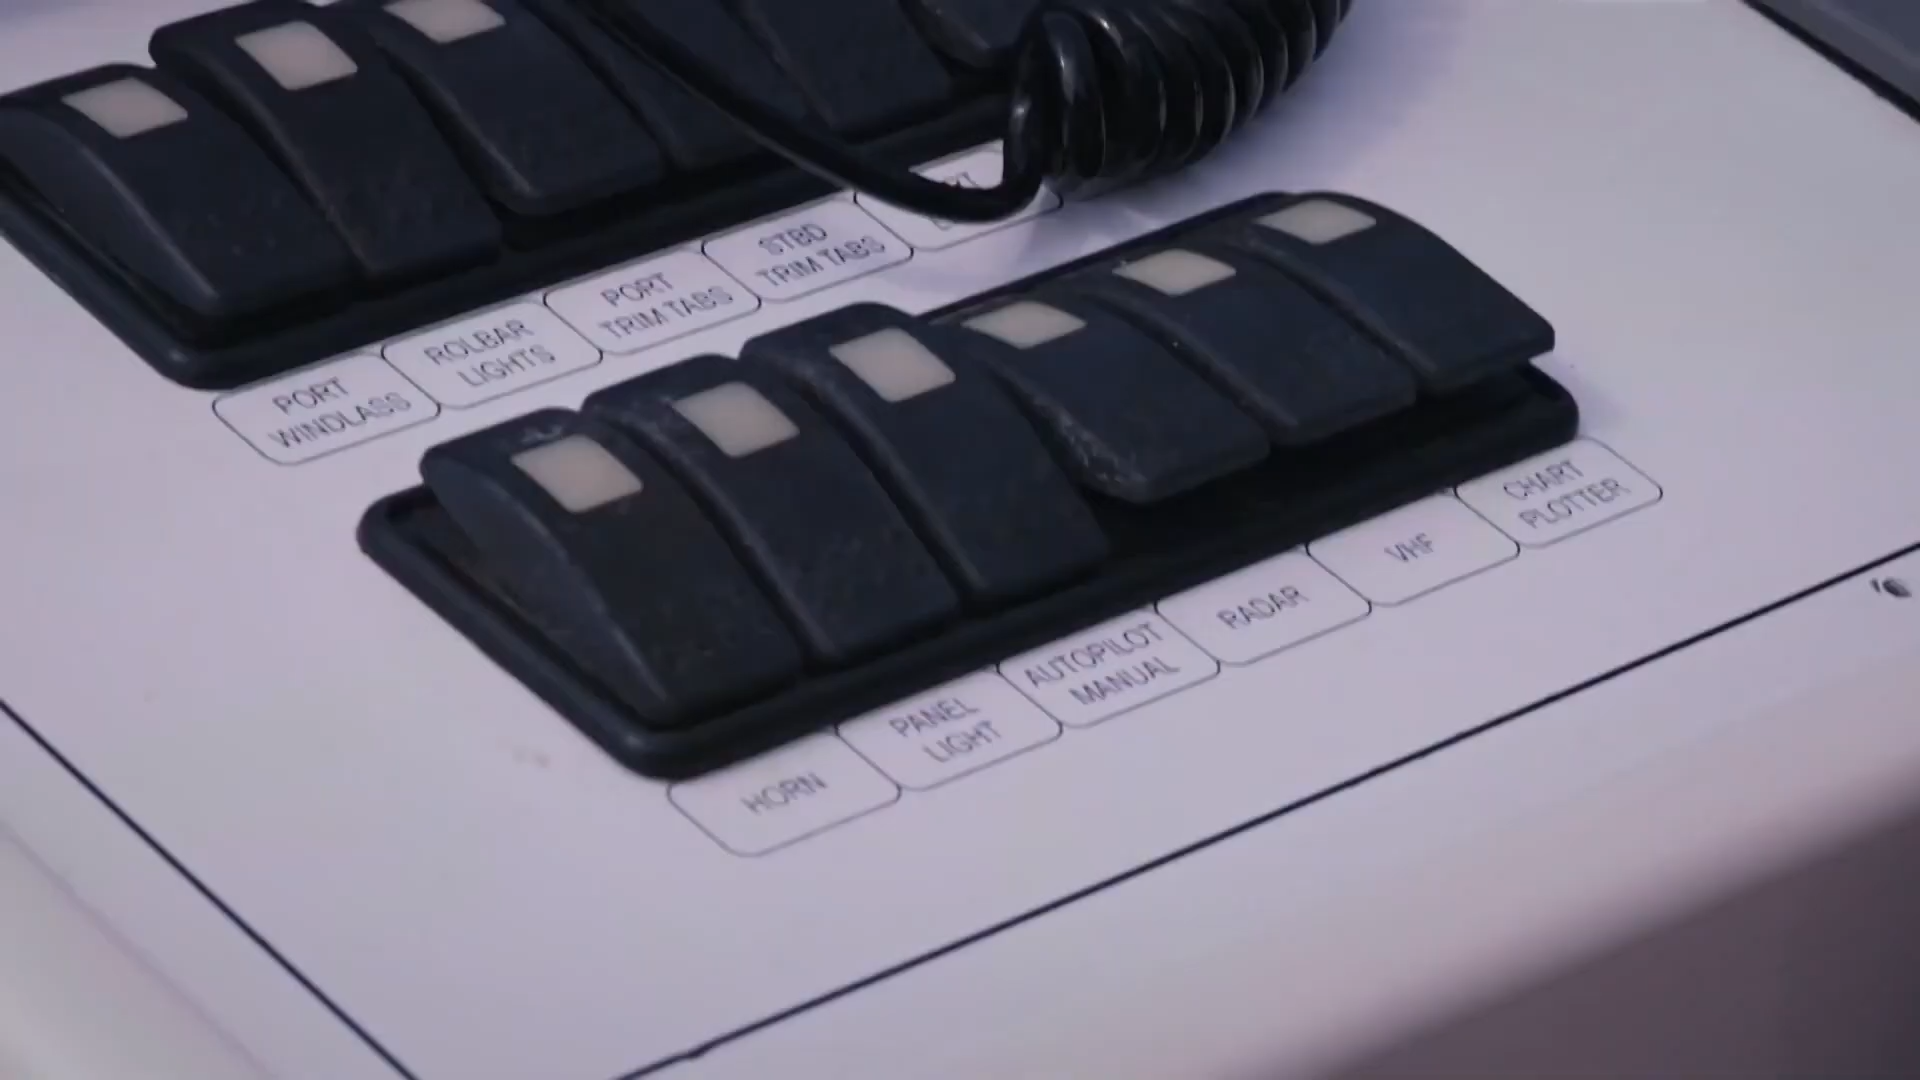 PORT
WINDLASS
ROLBAR
LIGHTS
PORT
TRIM TABS
STBD
TRIM TABS
HORN
PANEL
LIGHT
AUTOPILOT
MANUAL
RADAR
VHF
CHART
PLOTTER